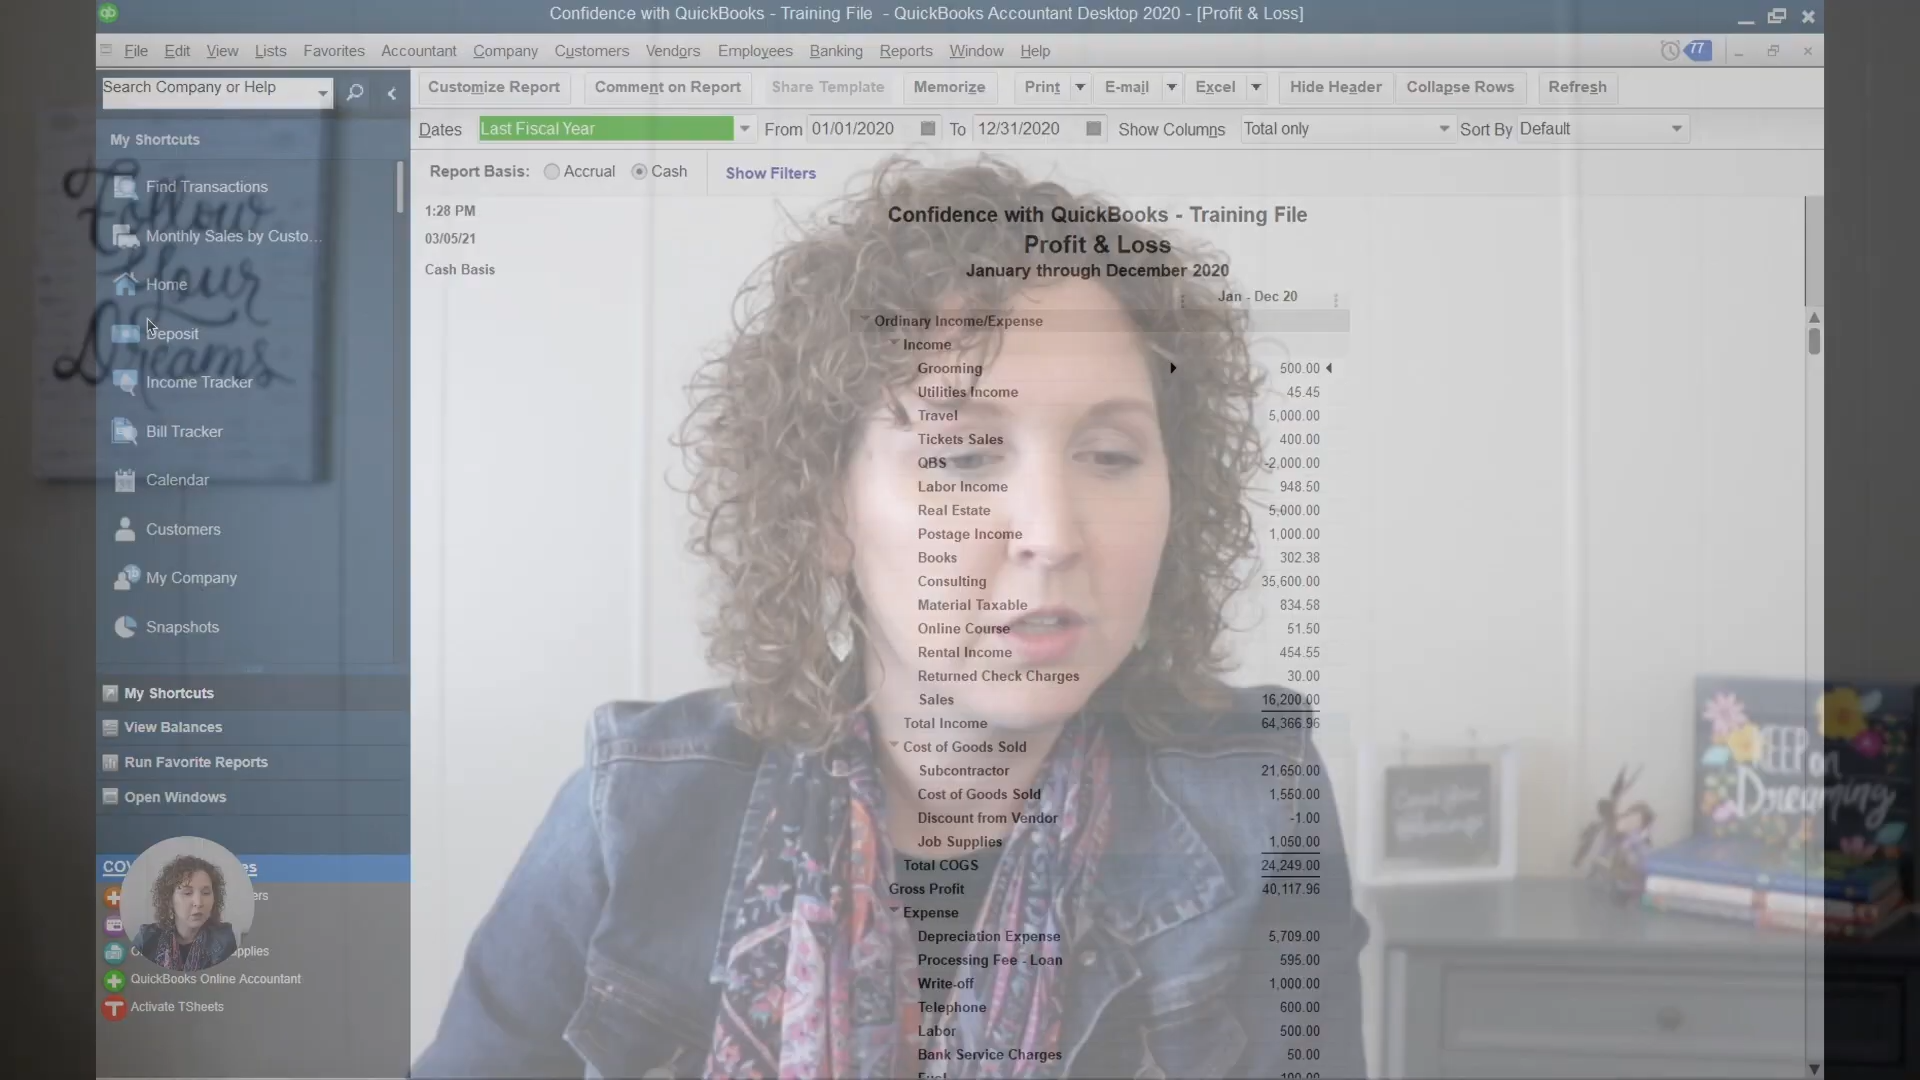 Confidence with QuickBooks - Training File - QuickBooks Accountant Desktop 2020 - [Profit & Loss]
File Edit View Lists Favorites Accountant Company Customers Vendors Employees Banking Reports Window Help
77
Search Company or Help
Customize Report Comment on Report Share Template Memorize Print E-mail Excel Hide Header Collapse Rows Refresh
Dates Last Fiscal Year From 01/01/2020 To 12/31/2020 Show Columns Total only Sort By Default
Report Basis: Accrual Cash Show Filters
My Shortcuts
Find Transactions
Monthly Sales by Custo...
Home
Deposit
Income Tracker
Bill Tracker
Calendar
Customers
My Company
Snapshots
My Shortcuts
View Balances
Run Favorite Reports
Open Windows
COV
es
ers
pplies
QuickBooks Online Accountant
Activate TSheets
Follow
Your
Dreams
1:28 PM
03/05/21
Cash Basis
Confidence with QuickBooks - Training File
Profit & Loss
January through December 2020
Jan - Dec 20
Ordinary Income/Expense
Income
Grooming 500.00
Utilities Income 45.45
Travel 5,000.00
Tickets Sales 400.00
QBS -2,000.00
Labor Income 948.50
Real Estate 5,000.00
Postage Income 1,000.00
Books 302.38
Consulting 35,600.00
Material Taxable 834.58
Online Course 51.50
Rental Income 454.55
Returned Check Charges 30.00
Sales 16,200.00
Total Income 64,366.96
Cost of Goods Sold
Subcontractor 21,650.00
Cost of Goods Sold 1,550.00
Discount from Vendor -1.00
Job Supplies 1,050.00
Total COGS 24,249.00
Gross Profit 40,117.96
Expense
Depreciation Expense 5,709.00
Processing Fee - Loan 595.00
Write-off 1,000.00
Telephone 600.00
Labor 500.00
Bank Service Charges 50.00
KEEP on
Dreaming